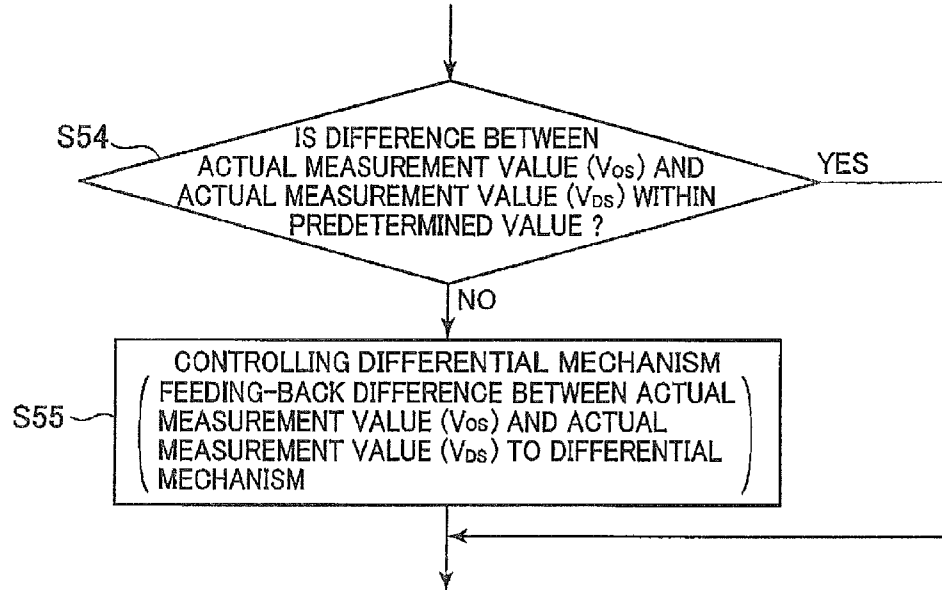 S54
IS DIFFERENCE BETWEEN
ACTUAL MEASUREMENT VALUE (VOS) AND
ACTUAL MEASUREMENT VALUE (VDS) WITHIN
PREDETERMINED VALUE ?
YES
NO
S55
CONTROLLING DIFFERENTIAL MECHANISM
(FEEDING-BACK DIFFERENCE BETWEEN ACTUAL
MEASUREMENT VALUE (VOS) AND ACTUAL
MEASUREMENT VALUE (VDS) TO DIFFERENTIAL
MECHANISM)